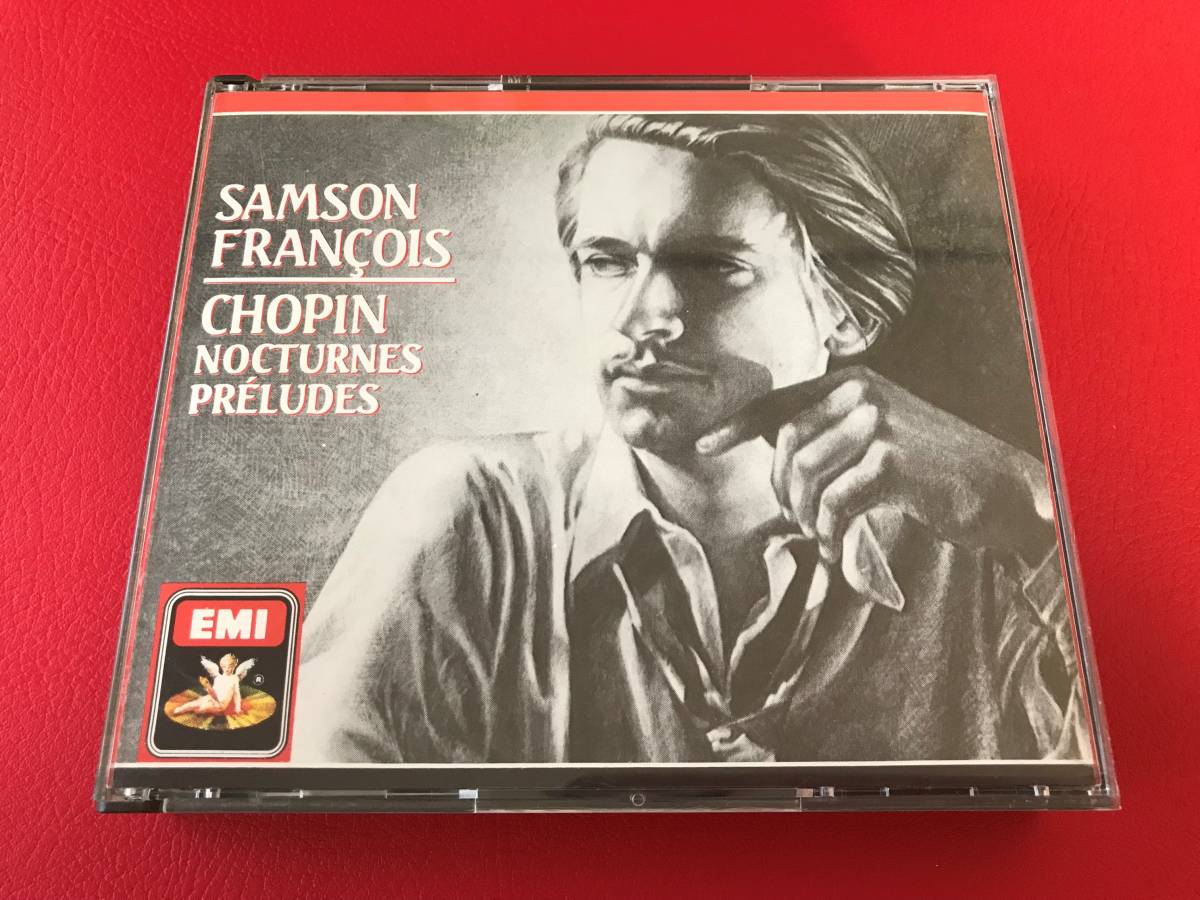 SAMSON
FRANÇOIS
CHOPIN
NOCTURNES
PRÉLUDES
EMI
®